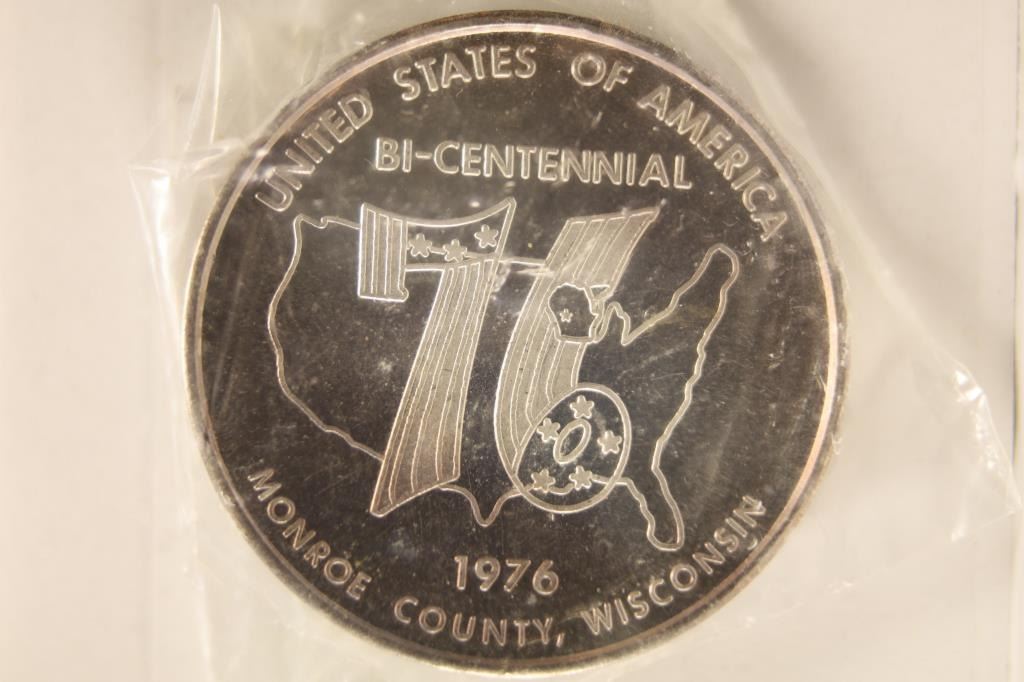 UNITED STATES OF AMERICA
BI-CENTENNIAL
76
1976
MONROE COUNTY, WISCONSIN